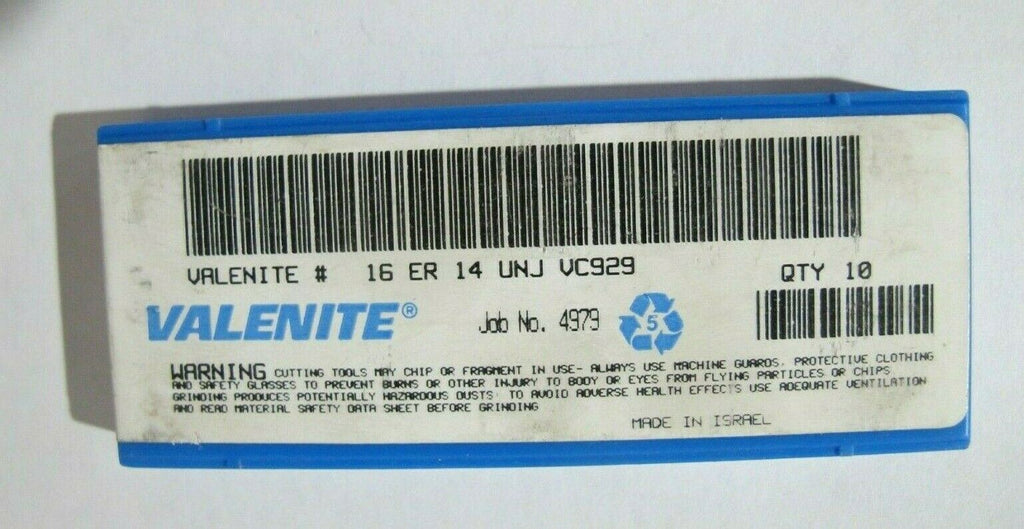 VALENITE # 16 ER 14 UNJ VC929
QTY 10
VALENITE®
Job No. 4979
5
WARNING CUTTING TOOLS MAY CHIP OR FRAGMENT IN USE- ALWAYS USE MACHINE GUARDS, PROTECTIVE CLOTHING
AND SAFETY GLASSES TO PREVENT BURNS OR OTHER INJURY TO BODY OR EYES FROM FLYING PARTICLES OR CHIPS
GRINDING PRODUCES POTENTIALLY HAZARDOUS DUSTS. TO AVOID ADVERSE HEALTH EFFECTS USE ADEQUATE VENTILATION
AND READ MATERIAL SAFETY DATA SHEET BEFORE GRINDING
MADE IN ISRAEL